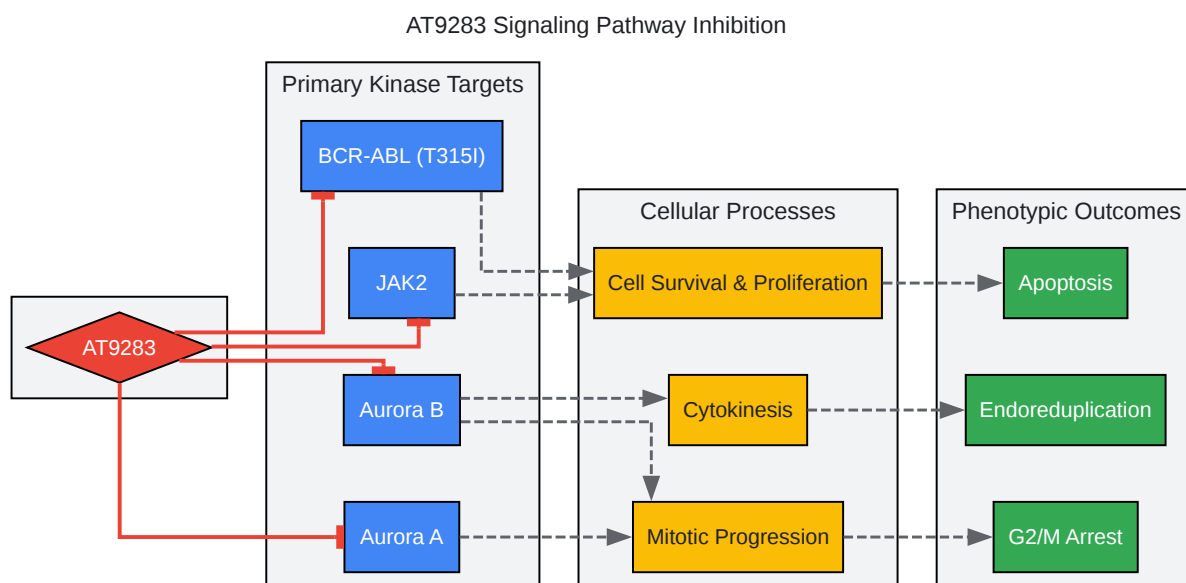 AT9283 Signaling Pathway Inhibition
Primary Kinase Targets
BCR-ABL (T315I)
JAK2
AT9283
Aurora B
Aurora A
Cellular Processes
Cell Survival & Proliferation
Cytokinesis
Mitotic Progression
Phenotypic Outcomes
Apoptosis
Endoreduplication
G2/M Arrest